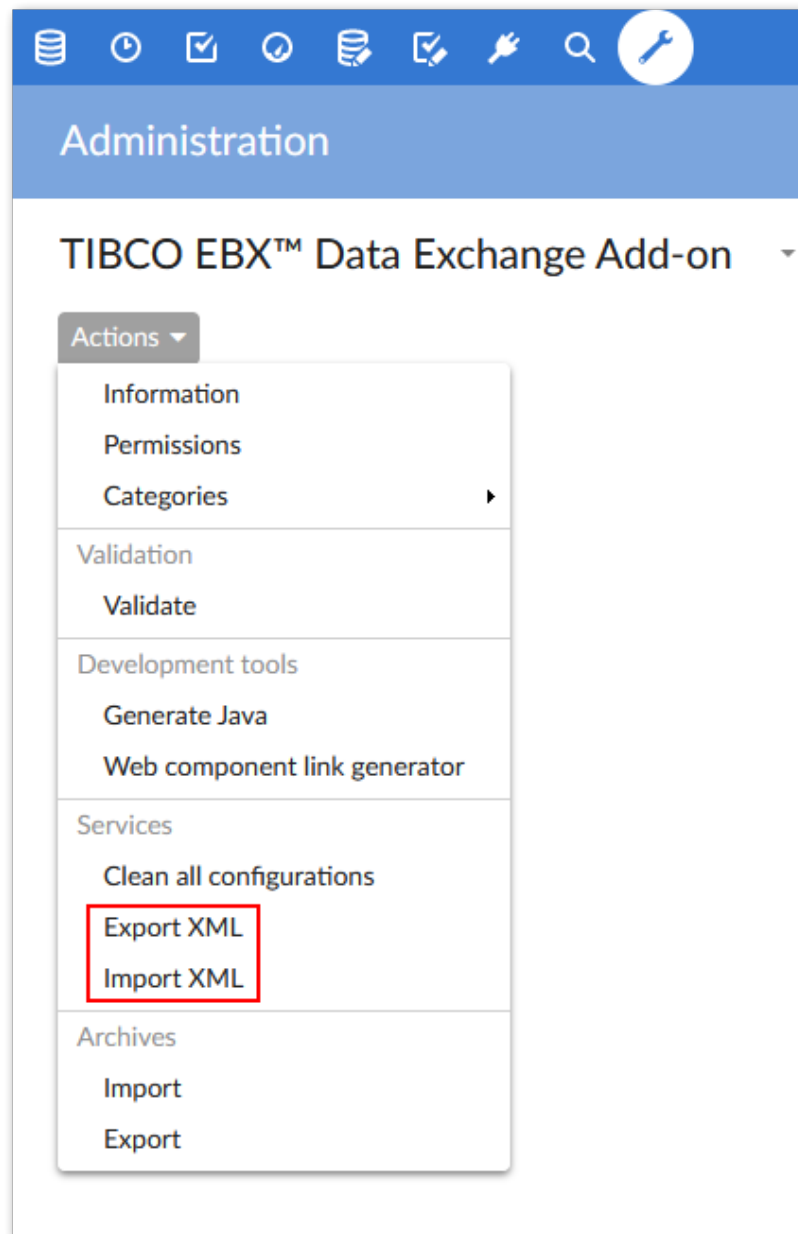 Administration
TIBCO EBX™ Data Exchange Add-on
Actions
Information
Permissions
Categories
Validation
Validate
Development tools
Generate Java
Web component link generator
Services
Clean all configurations
Export XML
Import XML
Archives
Import
Export